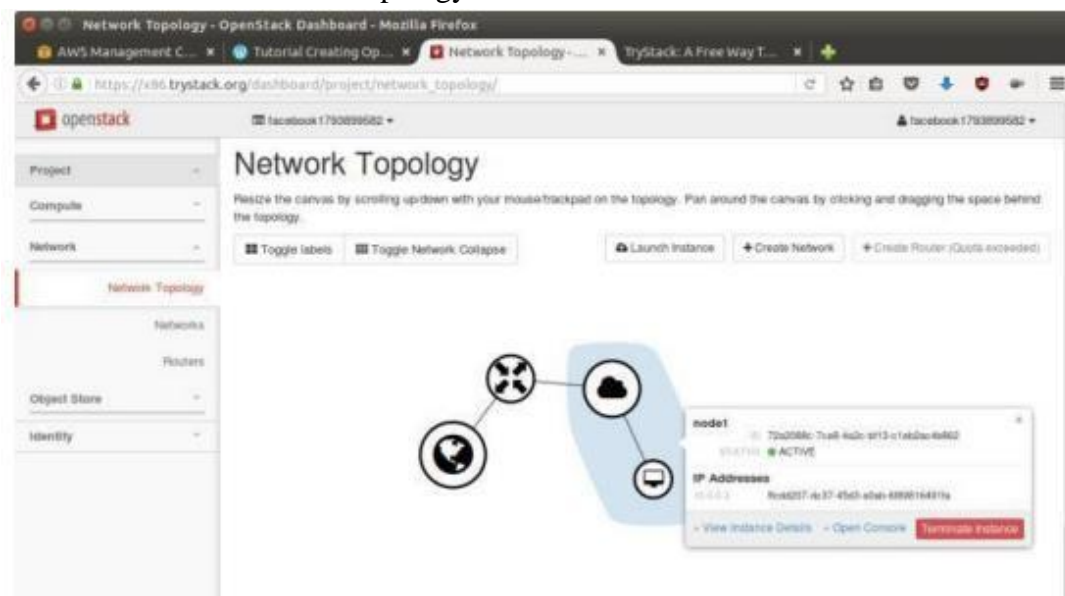 Network Topology - OpenStack Dashboard - Mozilla Firefox
AWS Management C... Tutorial Creating Op... Network Topology-... TryStack: A Free Way T...
https://x86.trystack.org/dashboard/project/network_topology/
openstack
facebook1793899582
facebook1793899582
Project
Compute
Network
Network Topology
Networks
Routers
Object Store
Identity
Network Topology
Resize the canvas by scrolling up/down with your mouse/trackpad on the topology. Pan around the canvas by clicking and dragging the space behind
the topology.
Toggle labels Toggle Network Collapse Launch Instance +Create Network +Create Router (Quota exceeded)
node1
ID
STATUS ACTIVE
IP Addresses
» View Instance Details » Open Console Terminate Instance